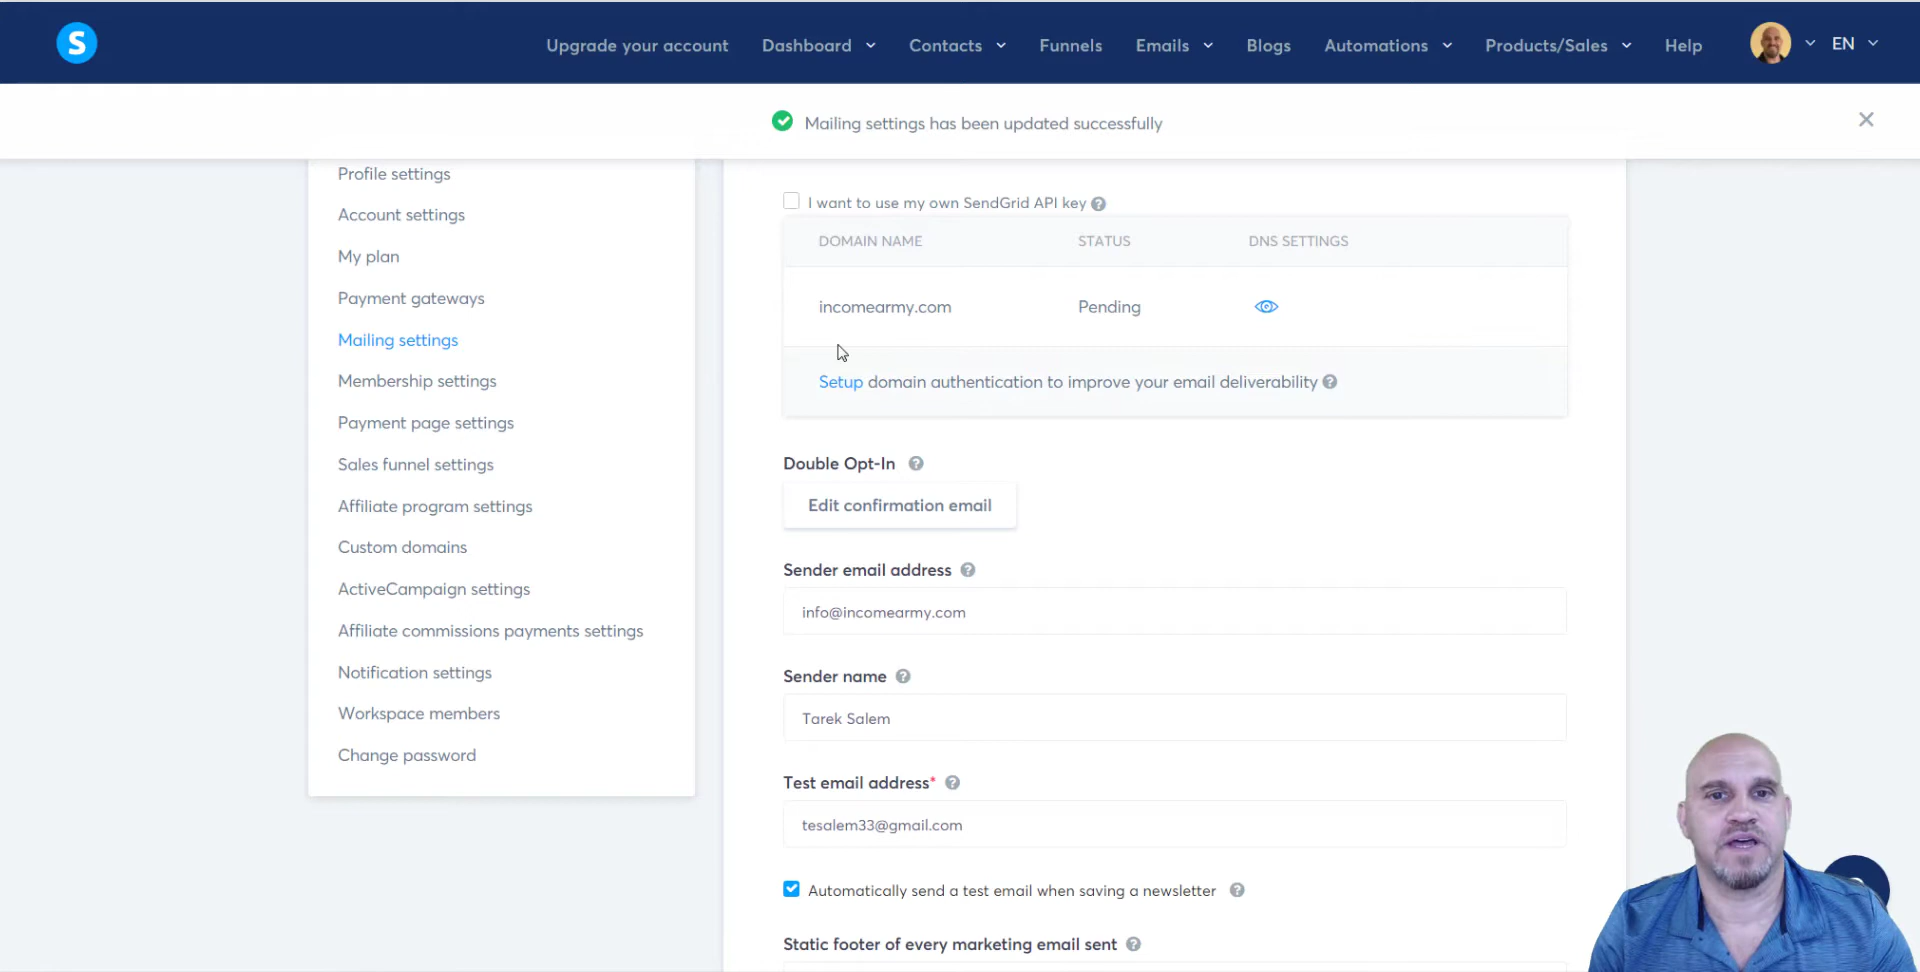 S
Upgrade your account Dashboard Contacts Funnels Emails Blogs Automations Products/Sales Help EN
Mailing settings has been updated successfully
Profile settings
Account settings
My plan
Payment gateways
Mailing settings
Membership settings
Payment page settings
Sales funnel settings
Affiliate program settings
Custom domains
ActiveCampaign settings
Affiliate commissions payments settings
Notification settings
Workspace members
Change password
I want to use my own SendGrid API key ?
DOMAIN NAME STATUS DNS SETTINGS
incomearmy.com Pending
Setup domain authentication to improve your email deliverability ?
Double Opt-In ?
Edit confirmation email
Sender email address ?
info@incomearmy.com
Sender name ?
Tarek Salem
Test email address* ?
tesalem33@gmail.com
Automatically send a test email when saving a newsletter ?
Static footer of every marketing email sent ?